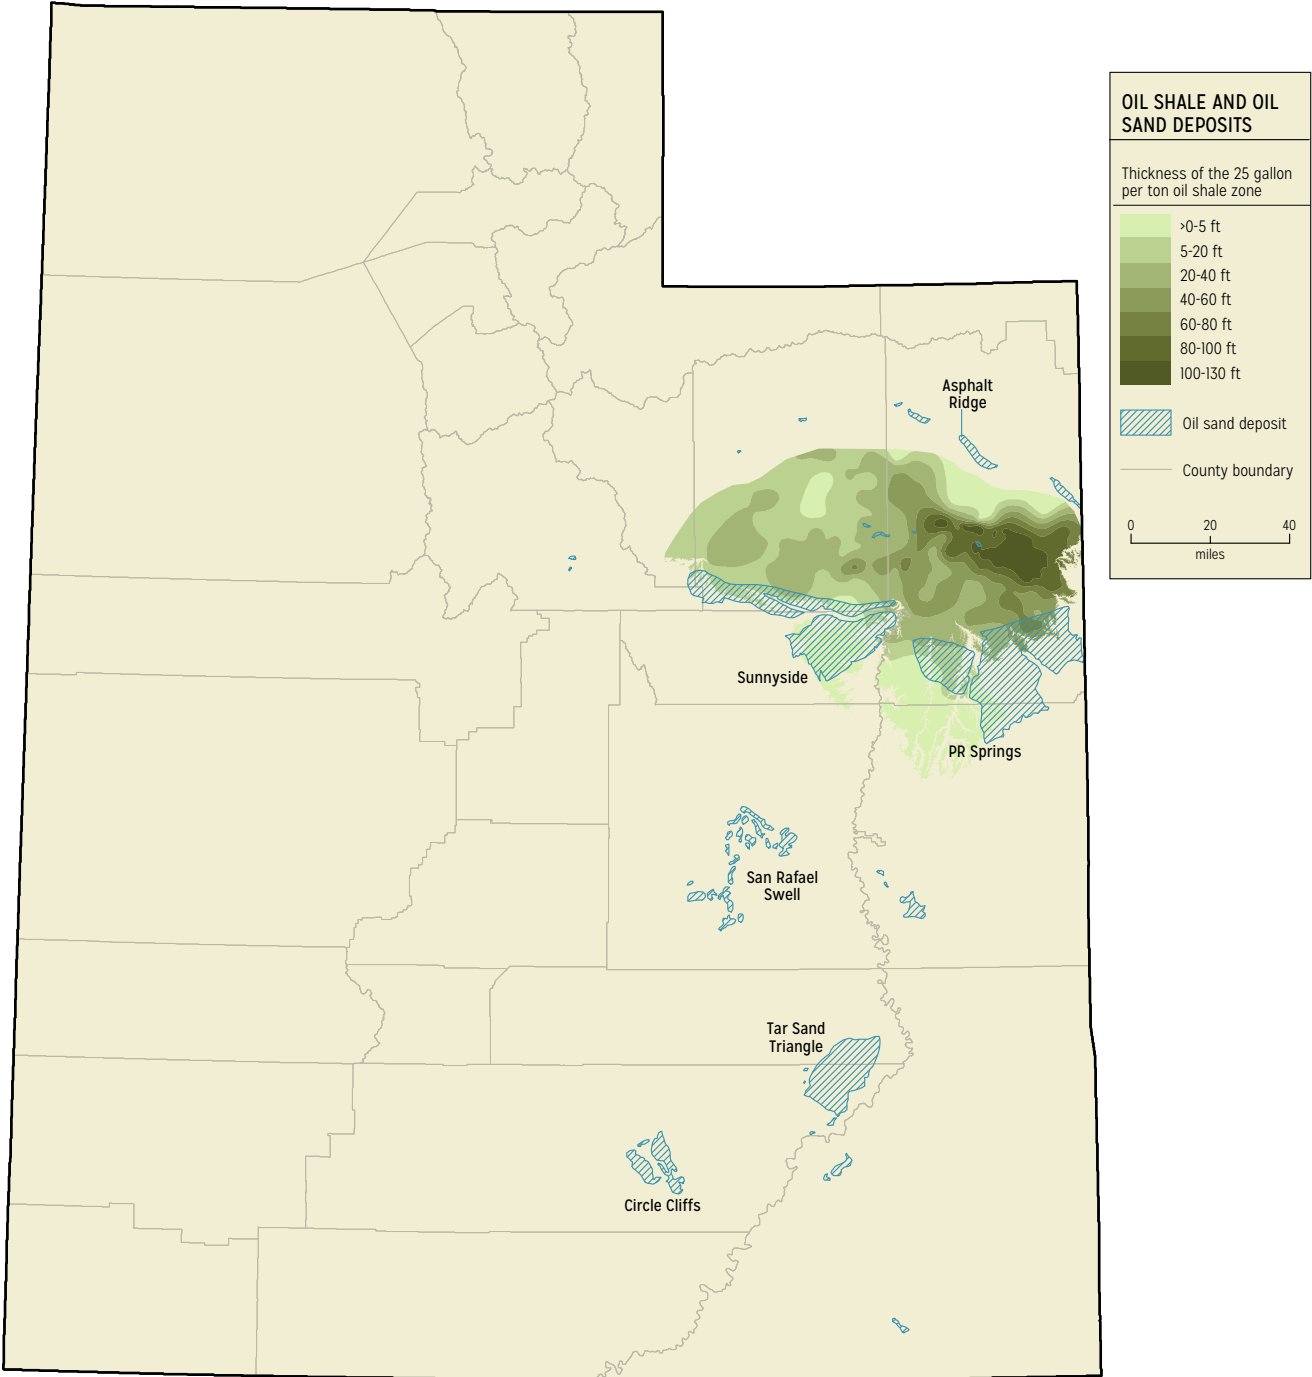 OIL SHALE AND OIL
SAND DEPOSITS
Thickness of the 25 gallon
per ton oil shale zone
>0-5 ft
5-20 ft
20-40 ft
40-60 ft
60-80 ft
80-100 ft
100-130 ft
Oil sand deposit
County boundary
0 20 40
miles
Asphalt
Ridge
Sunnyside
PR Springs
San Rafael
Swell
Tar Sand
Triangle
Circle Cliffs